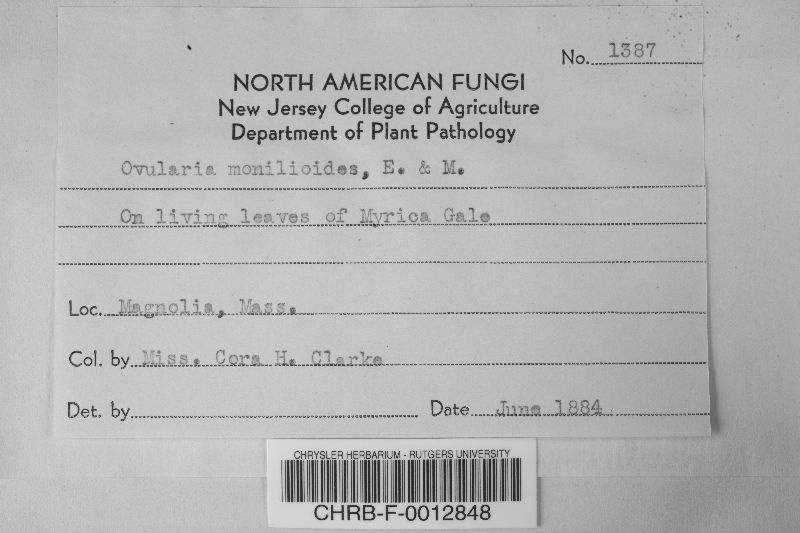 No. 1387
NORTH AMERICAN FUNGI
New Jersey College of Agriculture
Department of Plant Pathology
Ovularia monilioides, E. & M.
On living leaves of Myrica Gale
Loc. Magnolia, Mass.
Col. by Miss. Cora H. Clarke
Det. by Date June 1884
CHRYSLER HERBARIUM - RUTGERS UNIVERSITY
CHRB-F-0012848